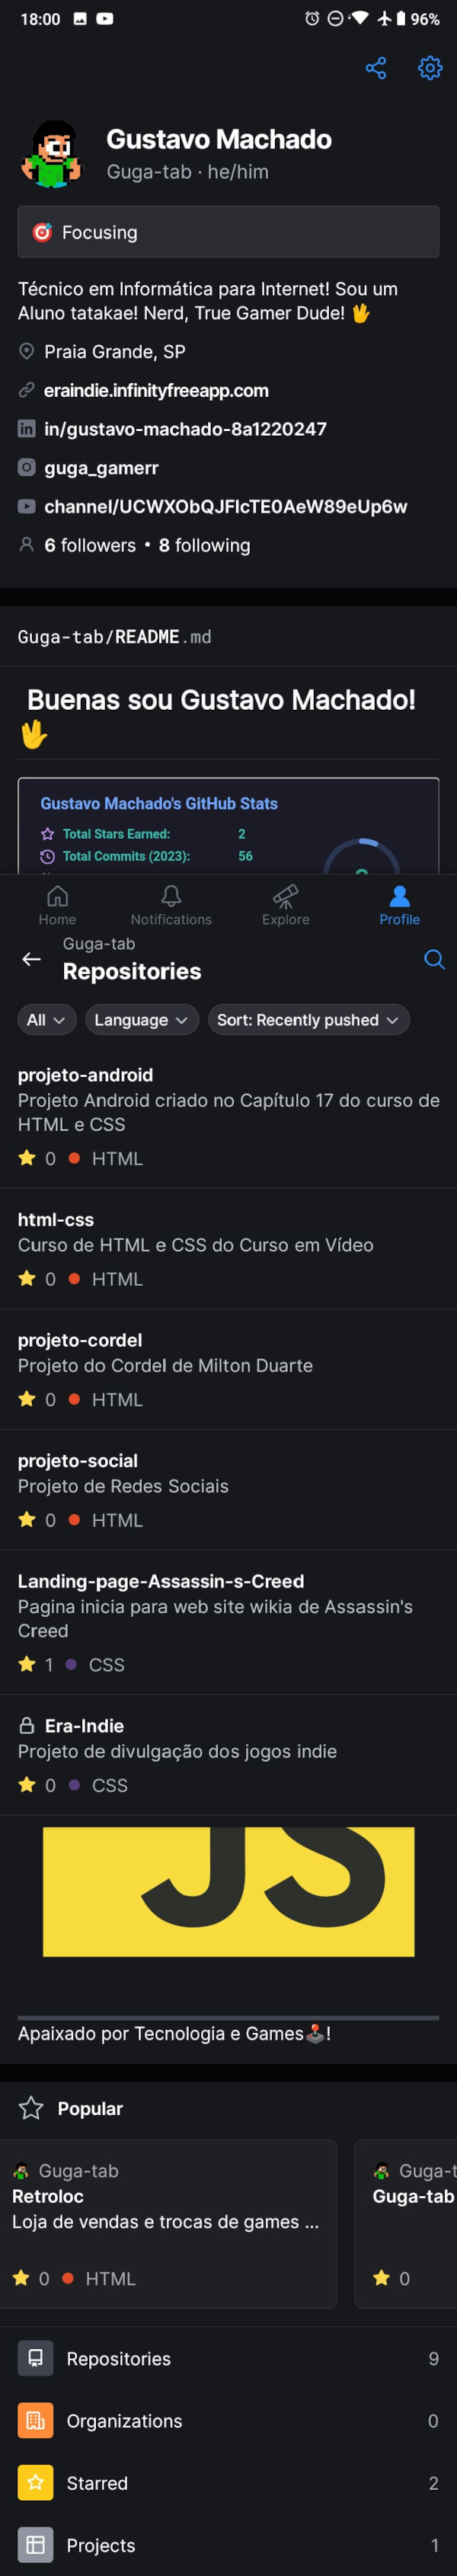 18:00
96%
Gustavo Machado
Guga-tab · he/him
🎯 Focusing
Técnico em Informática para Internet! Sou um
Aluno tatakae! Nerd, True Gamer Dude! 🖖
Praia Grande, SP
eraindie.infinityfreeapp.com
in/gustavo-machado-8a1220247
guga_gamerr
channel/UCWXObQJFIcTE0AeW89eUp6w
6 followers • 8 following
Guga-tab/README.md
Buenas sou Gustavo Machado!
🖖
Gustavo Machado's GitHub Stats
Total Stars Earned: 2
Total Commits (2023): 56
Home
Notifications
Explore
Profile
Guga-tab
Repositories
All
Language
Sort: Recently pushed
projeto-android
Projeto Android criado no Capítulo 17 do curso de
HTML e CSS
0 HTML
html-css
Curso de HTML e CSS do Curso em Vídeo
0 HTML
projeto-cordel
Projeto do Cordel de Milton Duarte
0 HTML
projeto-social
Projeto de Redes Sociais
0 HTML
Landing-page-Assassin-s-Creed
Pagina inicia para web site wikia de Assassin's
Creed
1 CSS
Era-Indie
Projeto de divulgação dos jogos indie
0 CSS
JS
Apaixado por Tecnologia e Games🕹️!
Popular
Guga-tab
Retroloc
Loja de vendas e trocas de games ...
0 HTML
Guga-t
Guga-tab
0
Repositories 9
Organizations 0
Starred 2
Projects 1